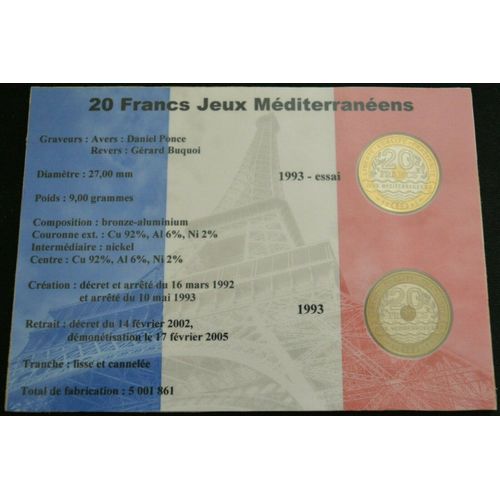 20 Francs Jeux Méditerranéens
Graveurs : Avers : Daniel Ponce
Revers : Gérard Buquoi
Diamètre : 27,00 mm
1993 - essai
Poids : 9,00 grammes
Composition : bronze-aluminium
Couronne ext. : Cu 92%, Al 6%, Ni 2%
Intermédiaire : nickel
Centre : Cu 92%, Al 6%, Ni 2%
Création : décret et arrêté du 16 mars 1992
et arrêté du 10 mai 1993
1993
Retrait : décret du 14 février 2002,
démonétisation le 17 février 2005
Tranche : lisse et cannelée
Total de fabrication : 5 001 861
20
20